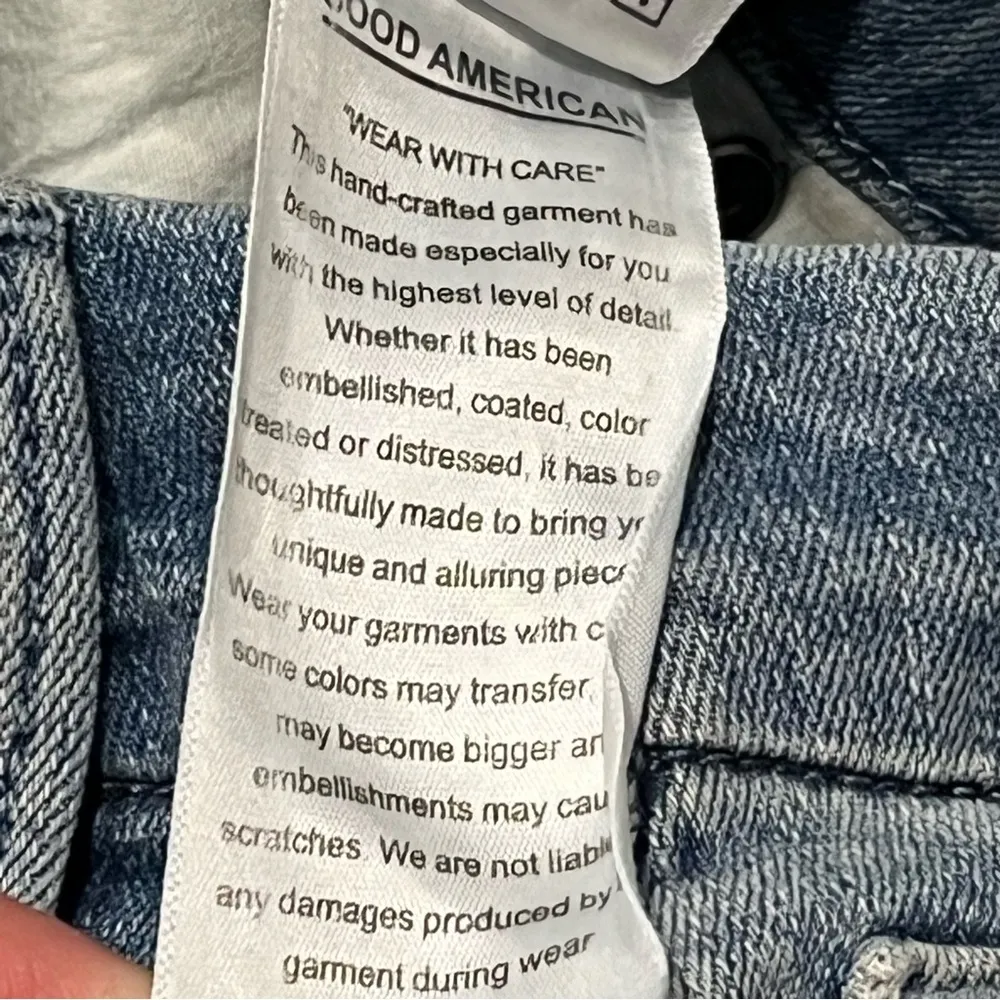 GOOD AMERICAN
"WEAR WITH CARE"
This hand-crafted garment has
been made especially for you
with the highest level of detail
Whether it has been
embellished, coated, color
treated or distressed, it has be
thoughtfully made to bring
unique and alluring piec
Wear your garments with c
some colors may transfer,
may become bigger an
embellishments may cau
scratches. We are not liabl
any damages produced by
garment during wear